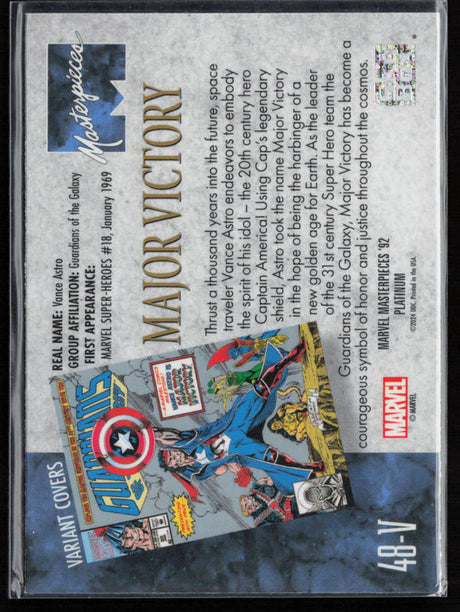 Masterpieces
REAL NAME: Vance Astro
GROUP AFFILIATION: Guardians of the Galaxy
FIRST APPEARANCE:
MARVEL SUPER-HEROES #18, January 1969
MAJOR VICTORY
Thrust a thousand years into the future, space
traveler Vance Astro endeavors to embody
the spirit of his idol – the 20th century hero
Captain America! Using Cap's legendary
shield, Astro took the name Major Victory
in the hope of being the harbinger of a
new golden age for Earth. As the leader
of the 31st century Super Hero team the
Guardians of the Galaxy, Major Victory has become a
courageous symbol of honor and justice throughout the cosmos.
MARVEL MASTERPIECES '92
PLATINUM
©2024 UDC. Printed in the USA.
MARVEL
© MARVEL
VARIANT COVERS
GUARDIANS
48-V